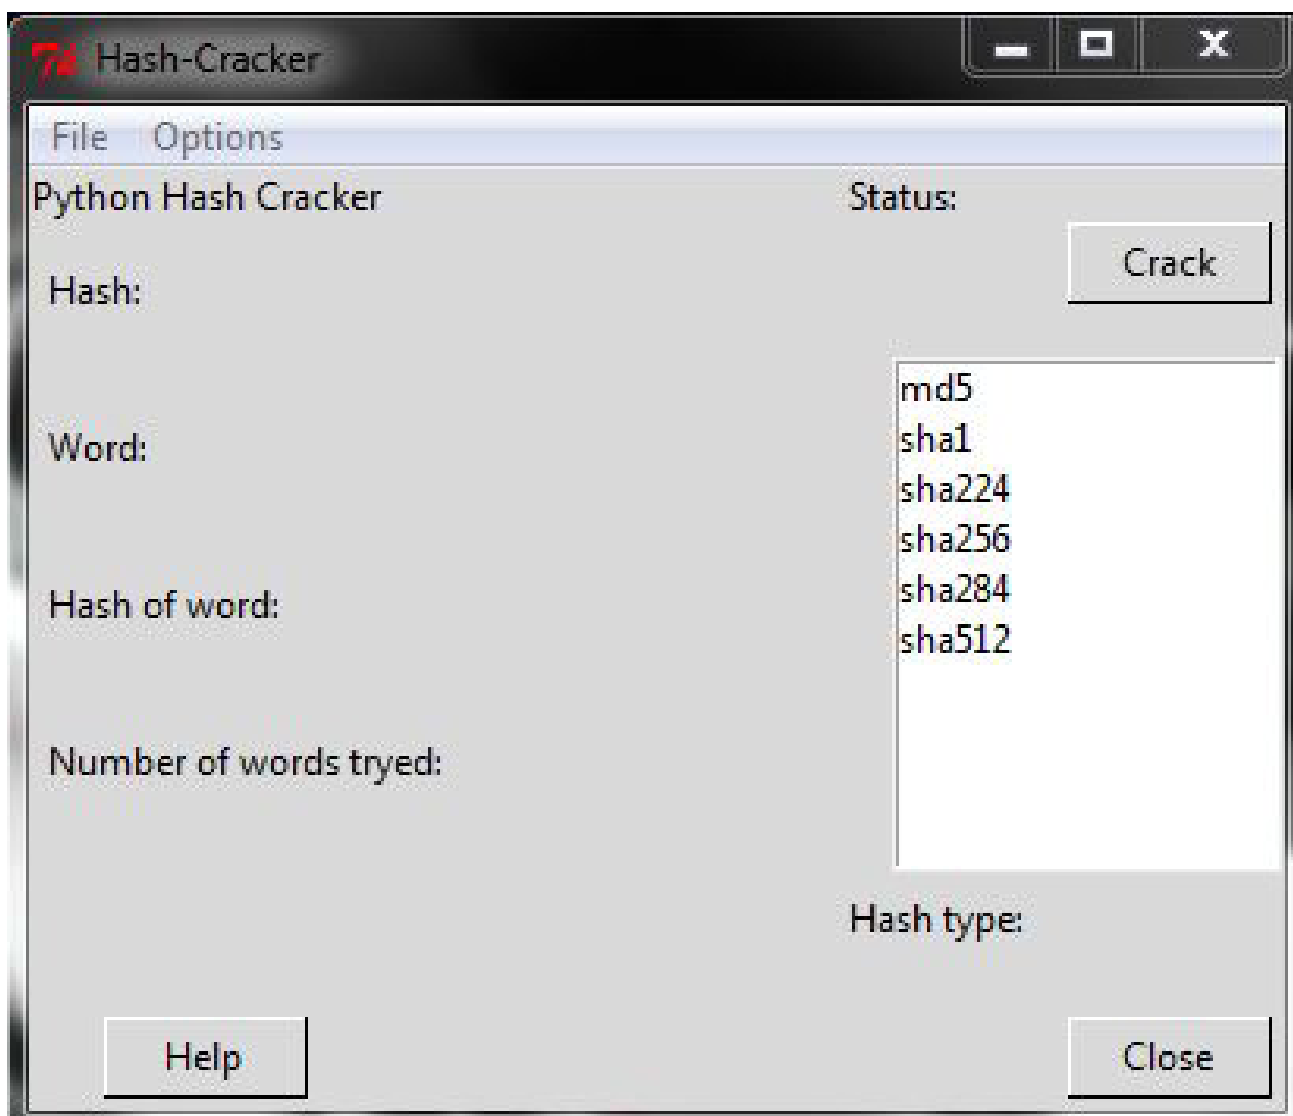 Hash-Cracker
File Options
Python Hash Cracker
Status:
Crack
Hash:
md5
sha1
sha224
sha256
sha284
sha512
Word:
Hash of word:
Number of words tryed:
Hash type:
Help
Close